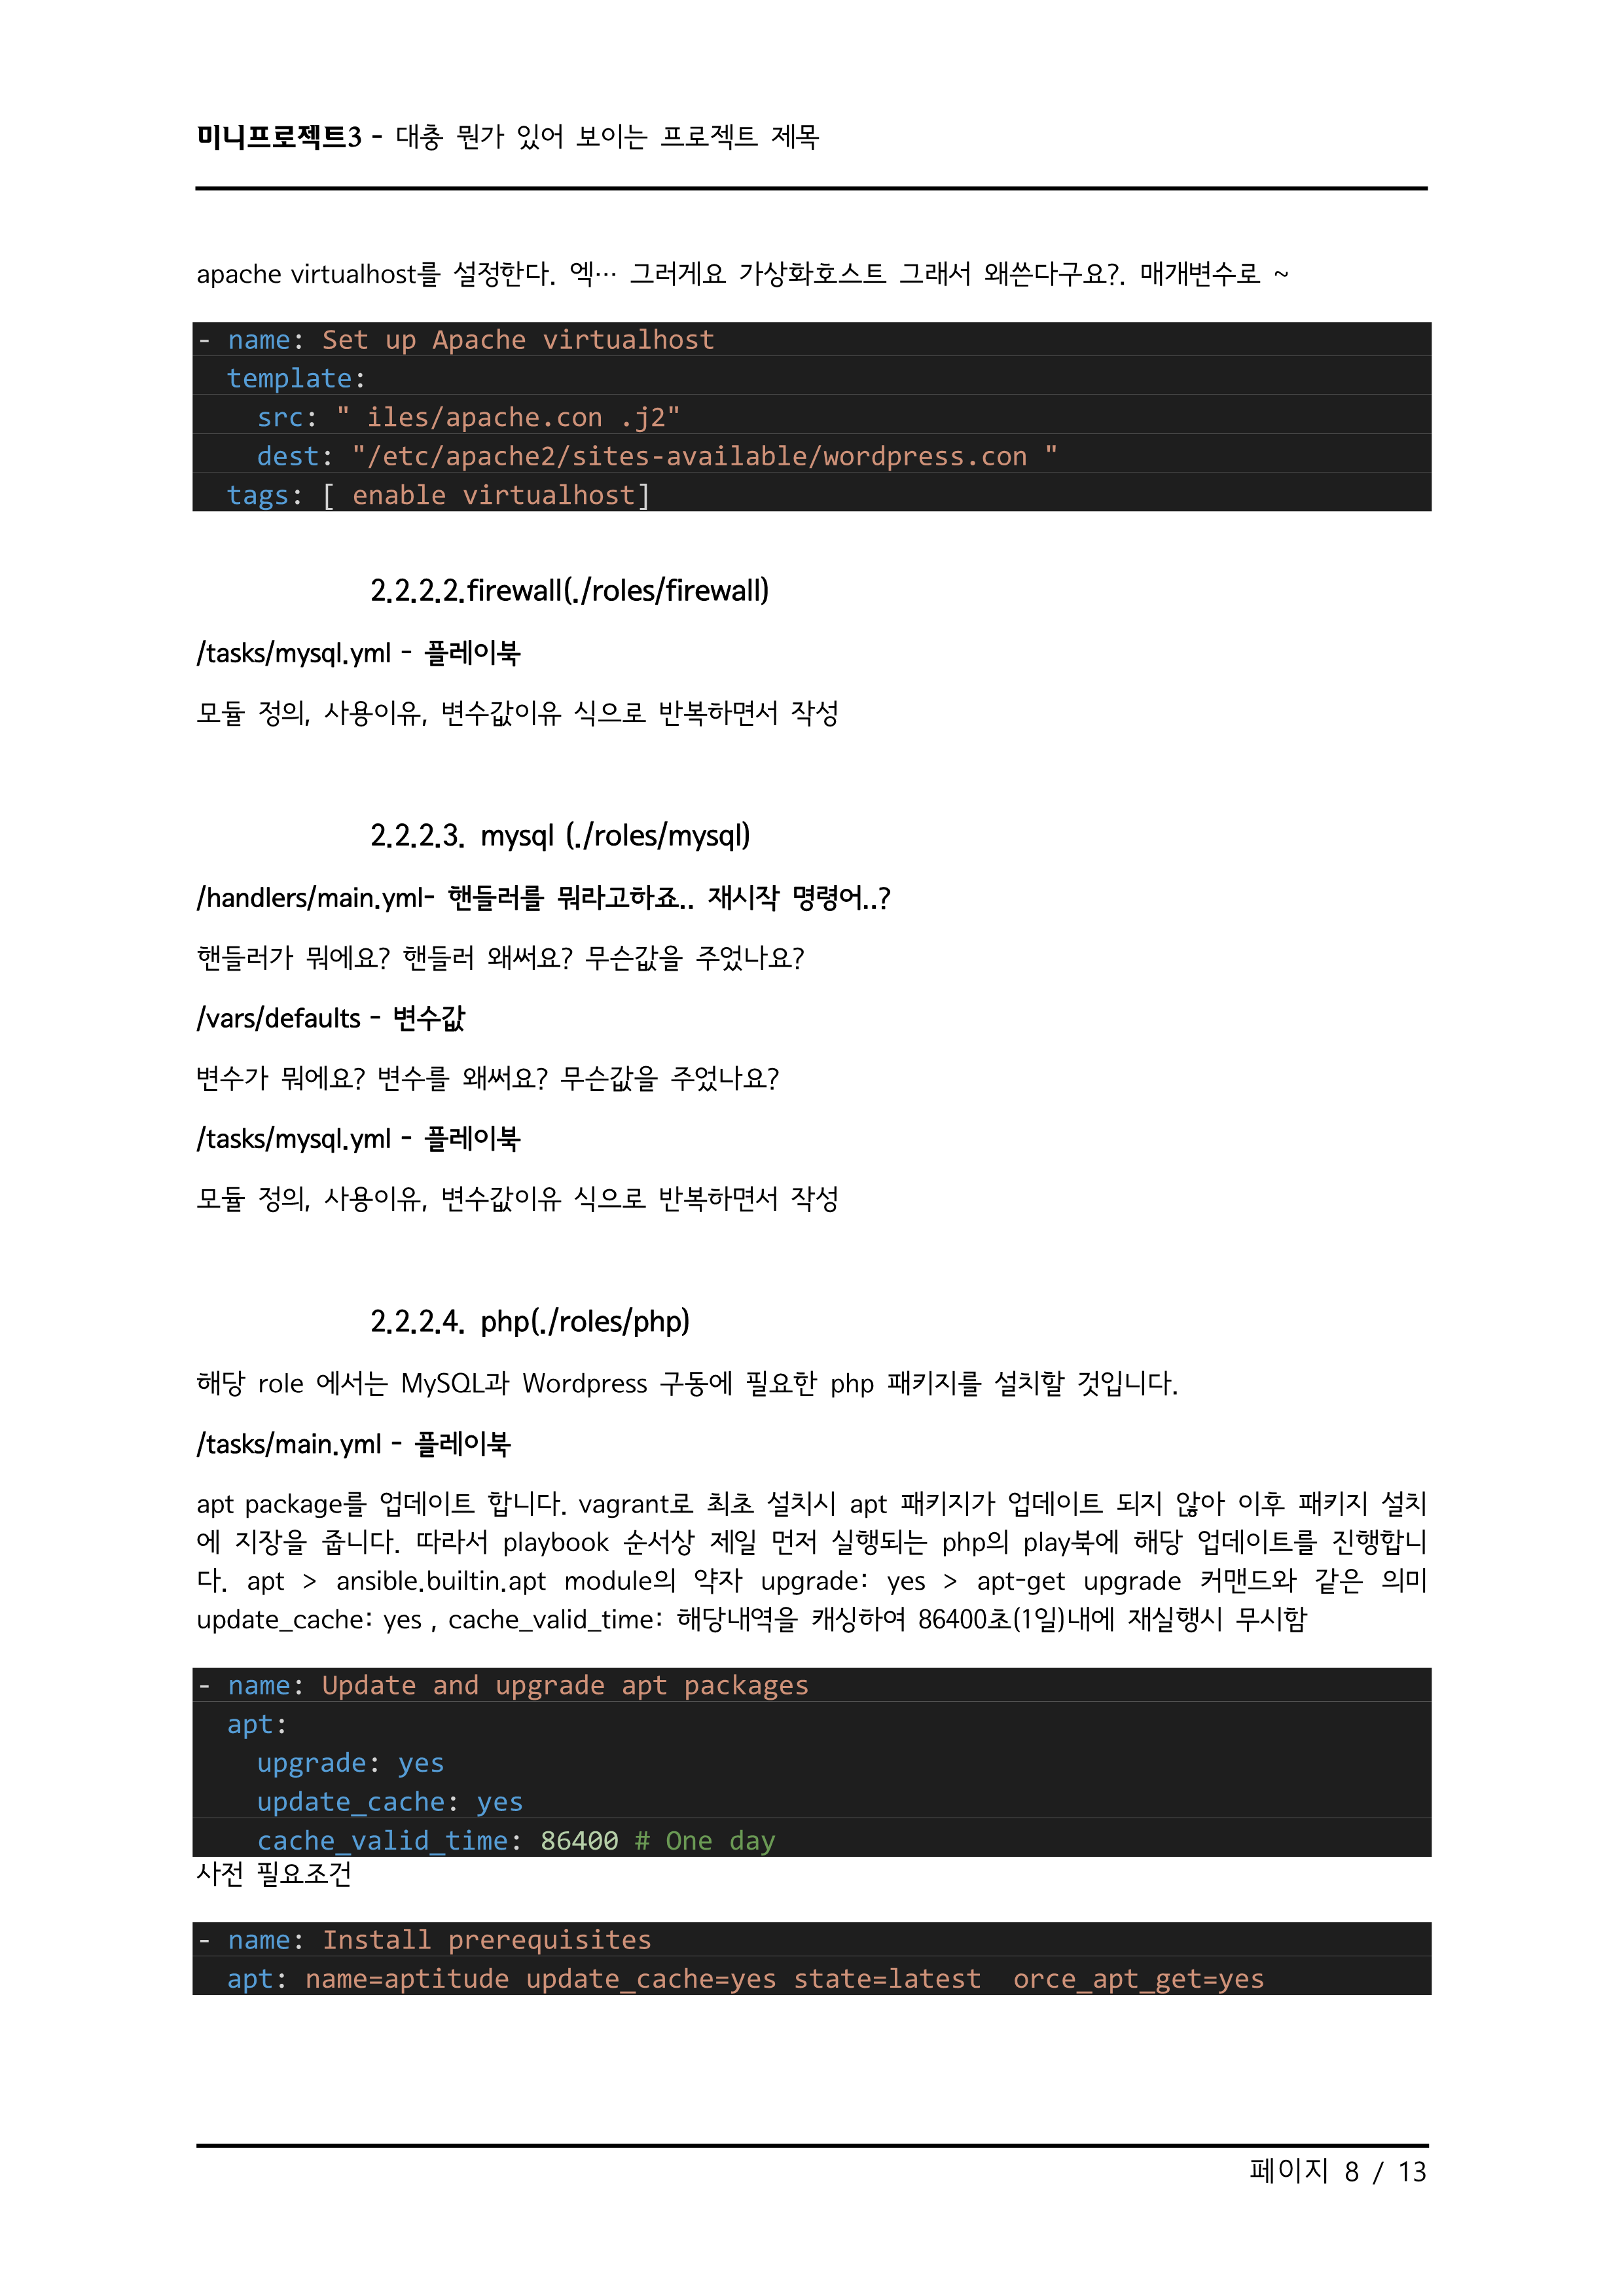 미니프로젝트3 - 대충 뭔가 있어 보이는 프로젝트 제목
apache virtualhost를 설정한다. 엑… 그러게요 가상화호스트 그래서 왜쓴다구요?. 매개변수로 ~
- name: Set up Apache virtualhost
  template:
    src: " iles/apache.con .j2"
    dest: "/etc/apache2/sites-available/wordpress.con "
  tags: [ enable virtualhost]
2.2.2.2.firewall(./roles/firewall)
/tasks/mysql.yml - 플레이북
모듈 정의, 사용이유, 변수값이유 식으로 반복하면서 작성
2.2.2.3. mysql (./roles/mysql)
/handlers/main.yml- 핸들러를 뭐라고하죠.. 재시작 명령어..?
핸들러가 뭐에요? 핸들러 왜써요? 무슨값을 주었나요?
/vars/defaults - 변수값
변수가 뭐에요? 변수를 왜써요? 무슨값을 주었나요?
/tasks/mysql.yml - 플레이북
모듈 정의, 사용이유, 변수값이유 식으로 반복하면서 작성
2.2.2.4. php(./roles/php)
해당 role 에서는 MySQL과 Wordpress 구동에 필요한 php 패키지를 설치할 것입니다.
/tasks/main.yml - 플레이북
apt package를 업데이트 합니다. vagrant로 최초 설치시 apt 패키지가 업데이트 되지 않아 이후 패키지 설치
에 지장을 줍니다. 따라서 playbook 순서상 제일 먼저 실행되는 php의 play북에 해당 업데이트를 진행합니
다. apt > ansible.builtin.apt module의 약자 upgrade: yes > apt-get upgrade 커맨드와 같은 의미
update_cache: yes , cache_valid_time: 해당내역을 캐싱하여 86400초(1일)내에 재실행시 무시함
- name: Update and upgrade apt packages
  apt:
    upgrade: yes
    update_cache: yes
    cache_valid_time: 86400 # One day
사전 필요조건
- name: Install prerequisites
  apt: name=aptitude update_cache=yes state=latest  orce_apt_get=yes
페이지 8 / 13